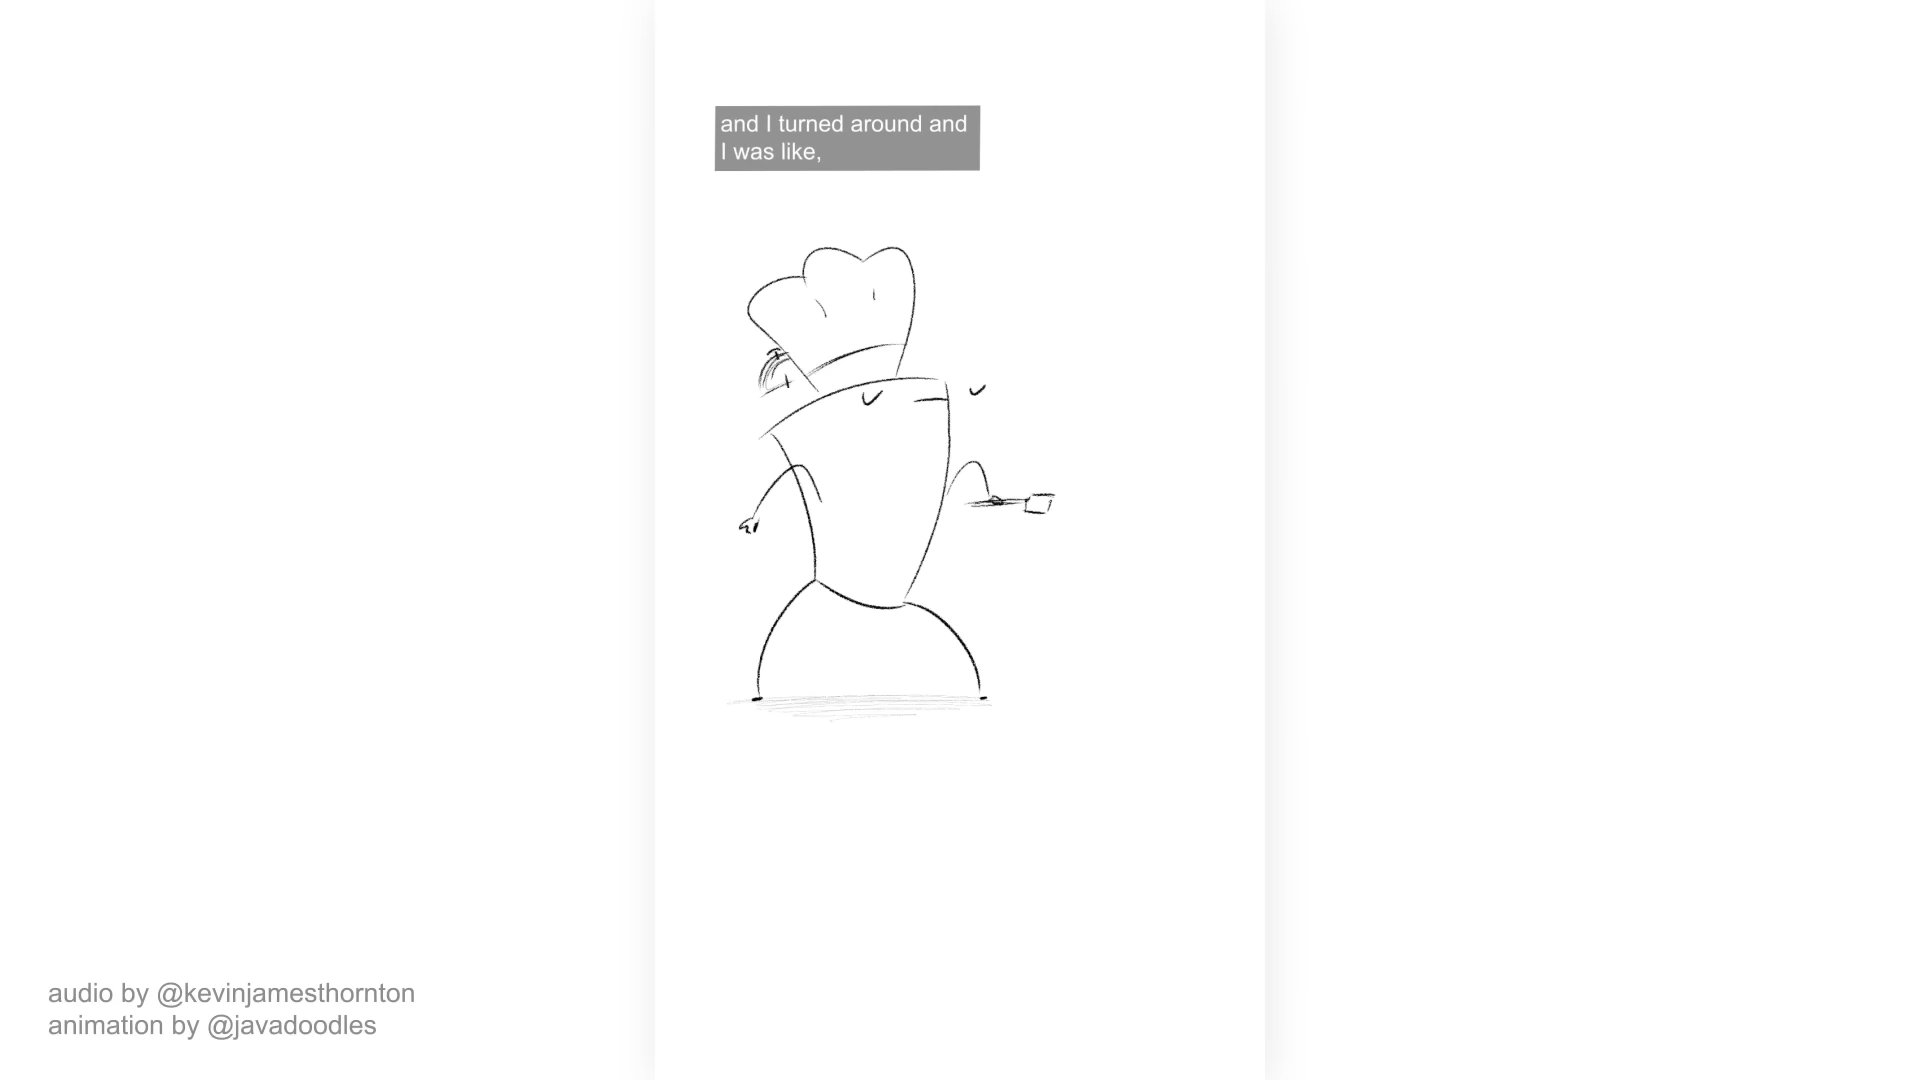 and I turned around and
I was like,
audio by @kevinjamesthornton
animation by @javadoodles